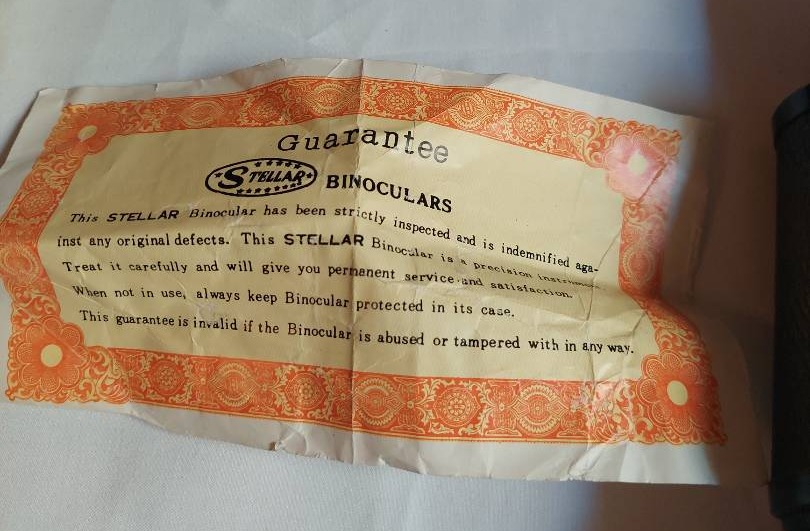 Guarantee
STELLAR BINOCULARS
This STELLAR Binocular has been strictly inspected and is indemnified aga-
inst any original defects. This STELLAR Binocular is a precision instrument.
Treat it carefully and will give you permenent service and satisfaction.
When not in use, always keep Binocular protected in its case.
This guarantee is invalid if the Binocular is abused or tampered with in any way.